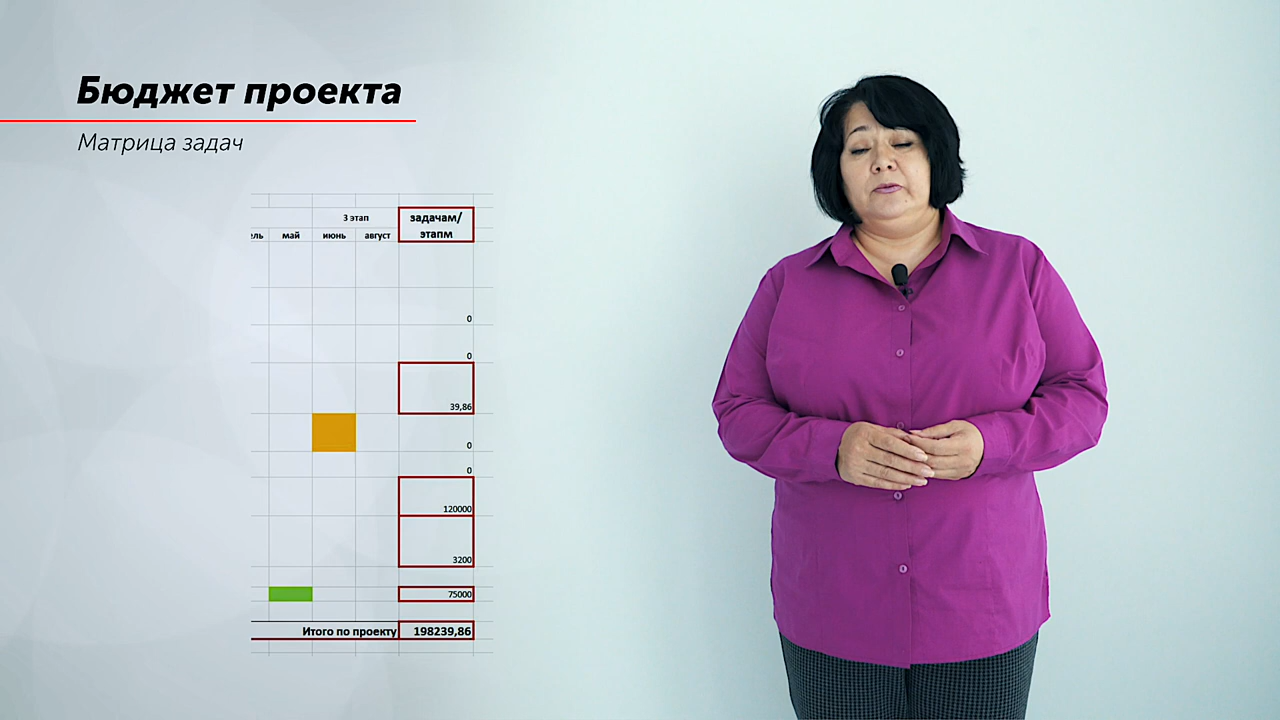 Бюджет проекта
Матрица задач
3 этап
задачам/
этапм
ель май июнь август
0
0
39,86
0
0
120000
3200
75000
Итого по проекту 198239,86